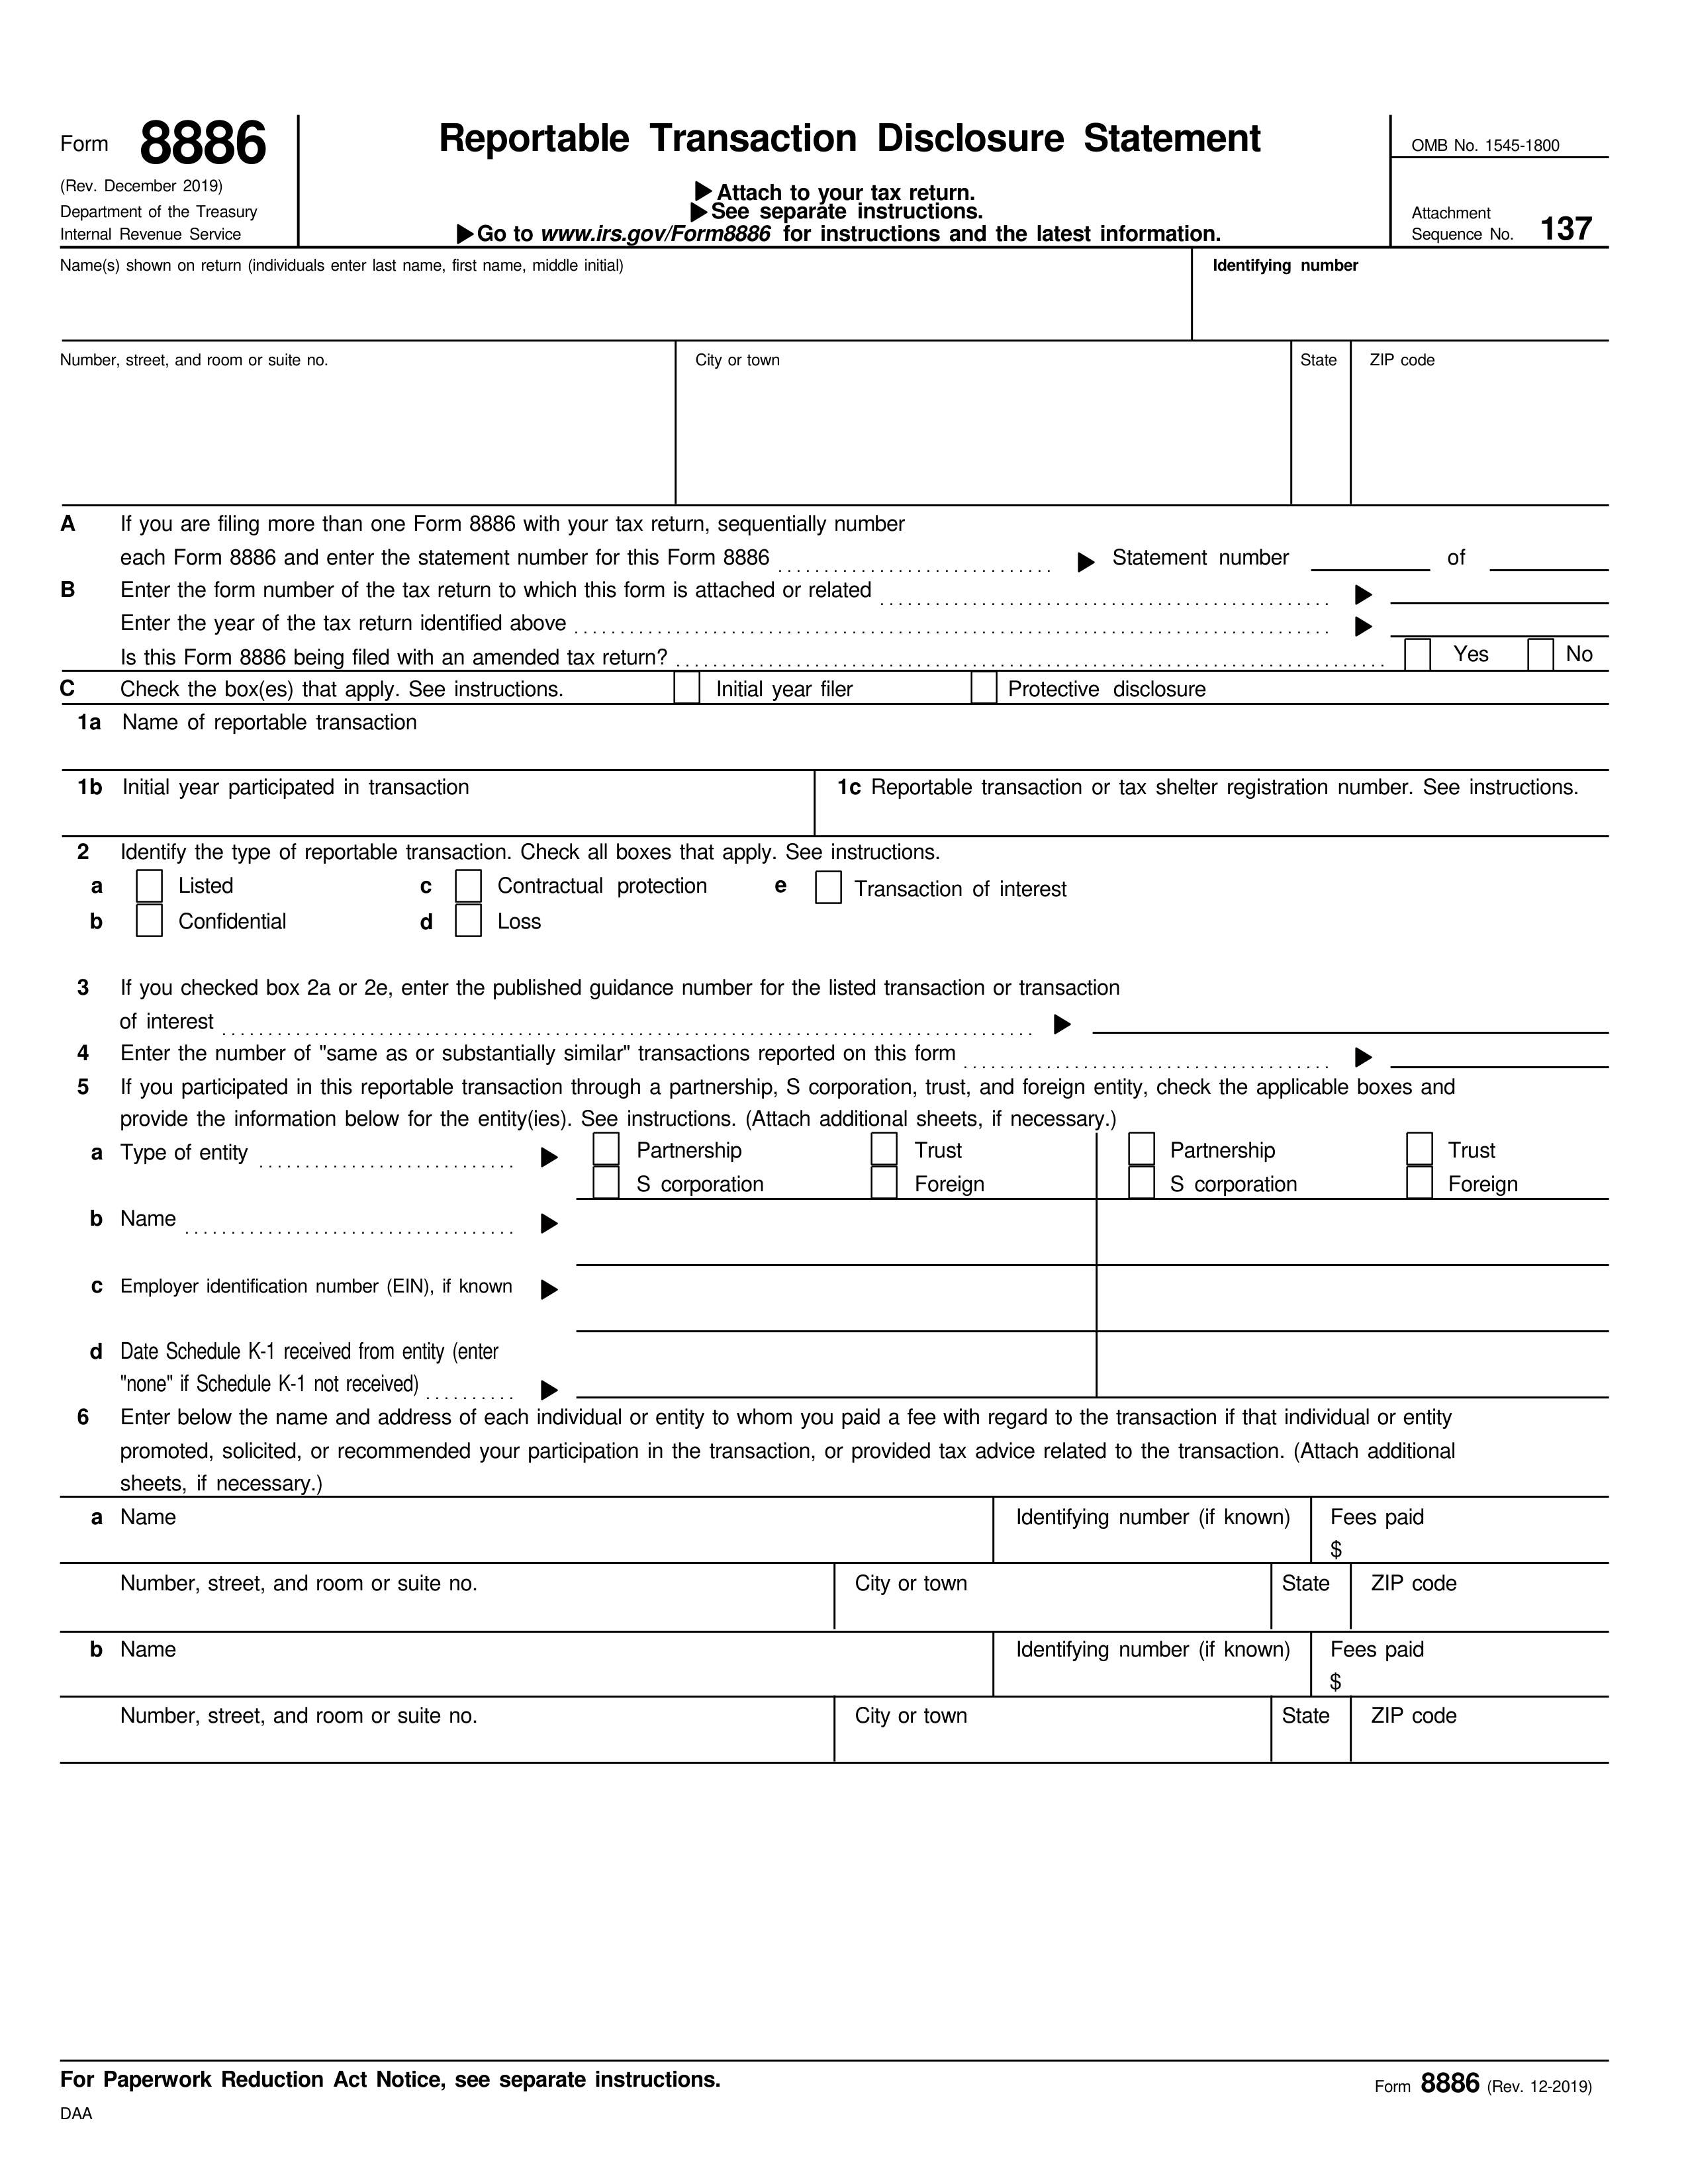 Form 8886
(Rev. December 2019)
Department of the Treasury
Internal Revenue Service
Reportable Transaction Disclosure Statement
▶ Attach to your tax return.
▶ See separate instructions.
▶ Go to www.irs.gov/Form8886 for instructions and the latest information.
OMB No. 1545-1800
Attachment
Sequence No. 137
Name(s) shown on return (individuals enter last name, first name, middle initial)
Identifying number
Number, street, and room or suite no.
City or town
State
ZIP code
A If you are filing more than one Form 8886 with your tax return, sequentially number
each Form 8886 and enter the statement number for this Form 8886 ▶ Statement number of
B Enter the form number of the tax return to which this form is attached or related ▶
Enter the year of the tax return identified above ▶
Is this Form 8886 being filed with an amended tax return? Yes No
C Check the box(es) that apply. See instructions. Initial year filer Protective disclosure
1a Name of reportable transaction
1b Initial year participated in transaction
1c Reportable transaction or tax shelter registration number. See instructions.
2 Identify the type of reportable transaction. Check all boxes that apply. See instructions.
a Listed c Contractual protection e Transaction of interest
b Confidential d Loss
3 If you checked box 2a or 2e, enter the published guidance number for the listed transaction or transaction
of interest ▶
4 Enter the number of "same as or substantially similar" transactions reported on this form ▶
5 If you participated in this reportable transaction through a partnership, S corporation, trust, and foreign entity, check the applicable boxes and
provide the information below for the entity(ies). See instructions. (Attach additional sheets, if necessary.)
a Type of entity ▶ Partnership Trust Partnership Trust
S corporation Foreign S corporation Foreign
b Name ▶
c Employer identification number (EIN), if known ▶
d Date Schedule K-1 received from entity (enter
"none" if Schedule K-1 not received) ▶
6 Enter below the name and address of each individual or entity to whom you paid a fee with regard to the transaction if that individual or entity
promoted, solicited, or recommended your participation in the transaction, or provided tax advice related to the transaction. (Attach additional
sheets, if necessary.)
a Name Identifying number (if known) Fees paid
$
Number, street, and room or suite no. City or town State ZIP code
b Name Identifying number (if known) Fees paid
$
Number, street, and room or suite no. City or town State ZIP code
For Paperwork Reduction Act Notice, see separate instructions.
Form 8886 (Rev. 12-2019)
DAA